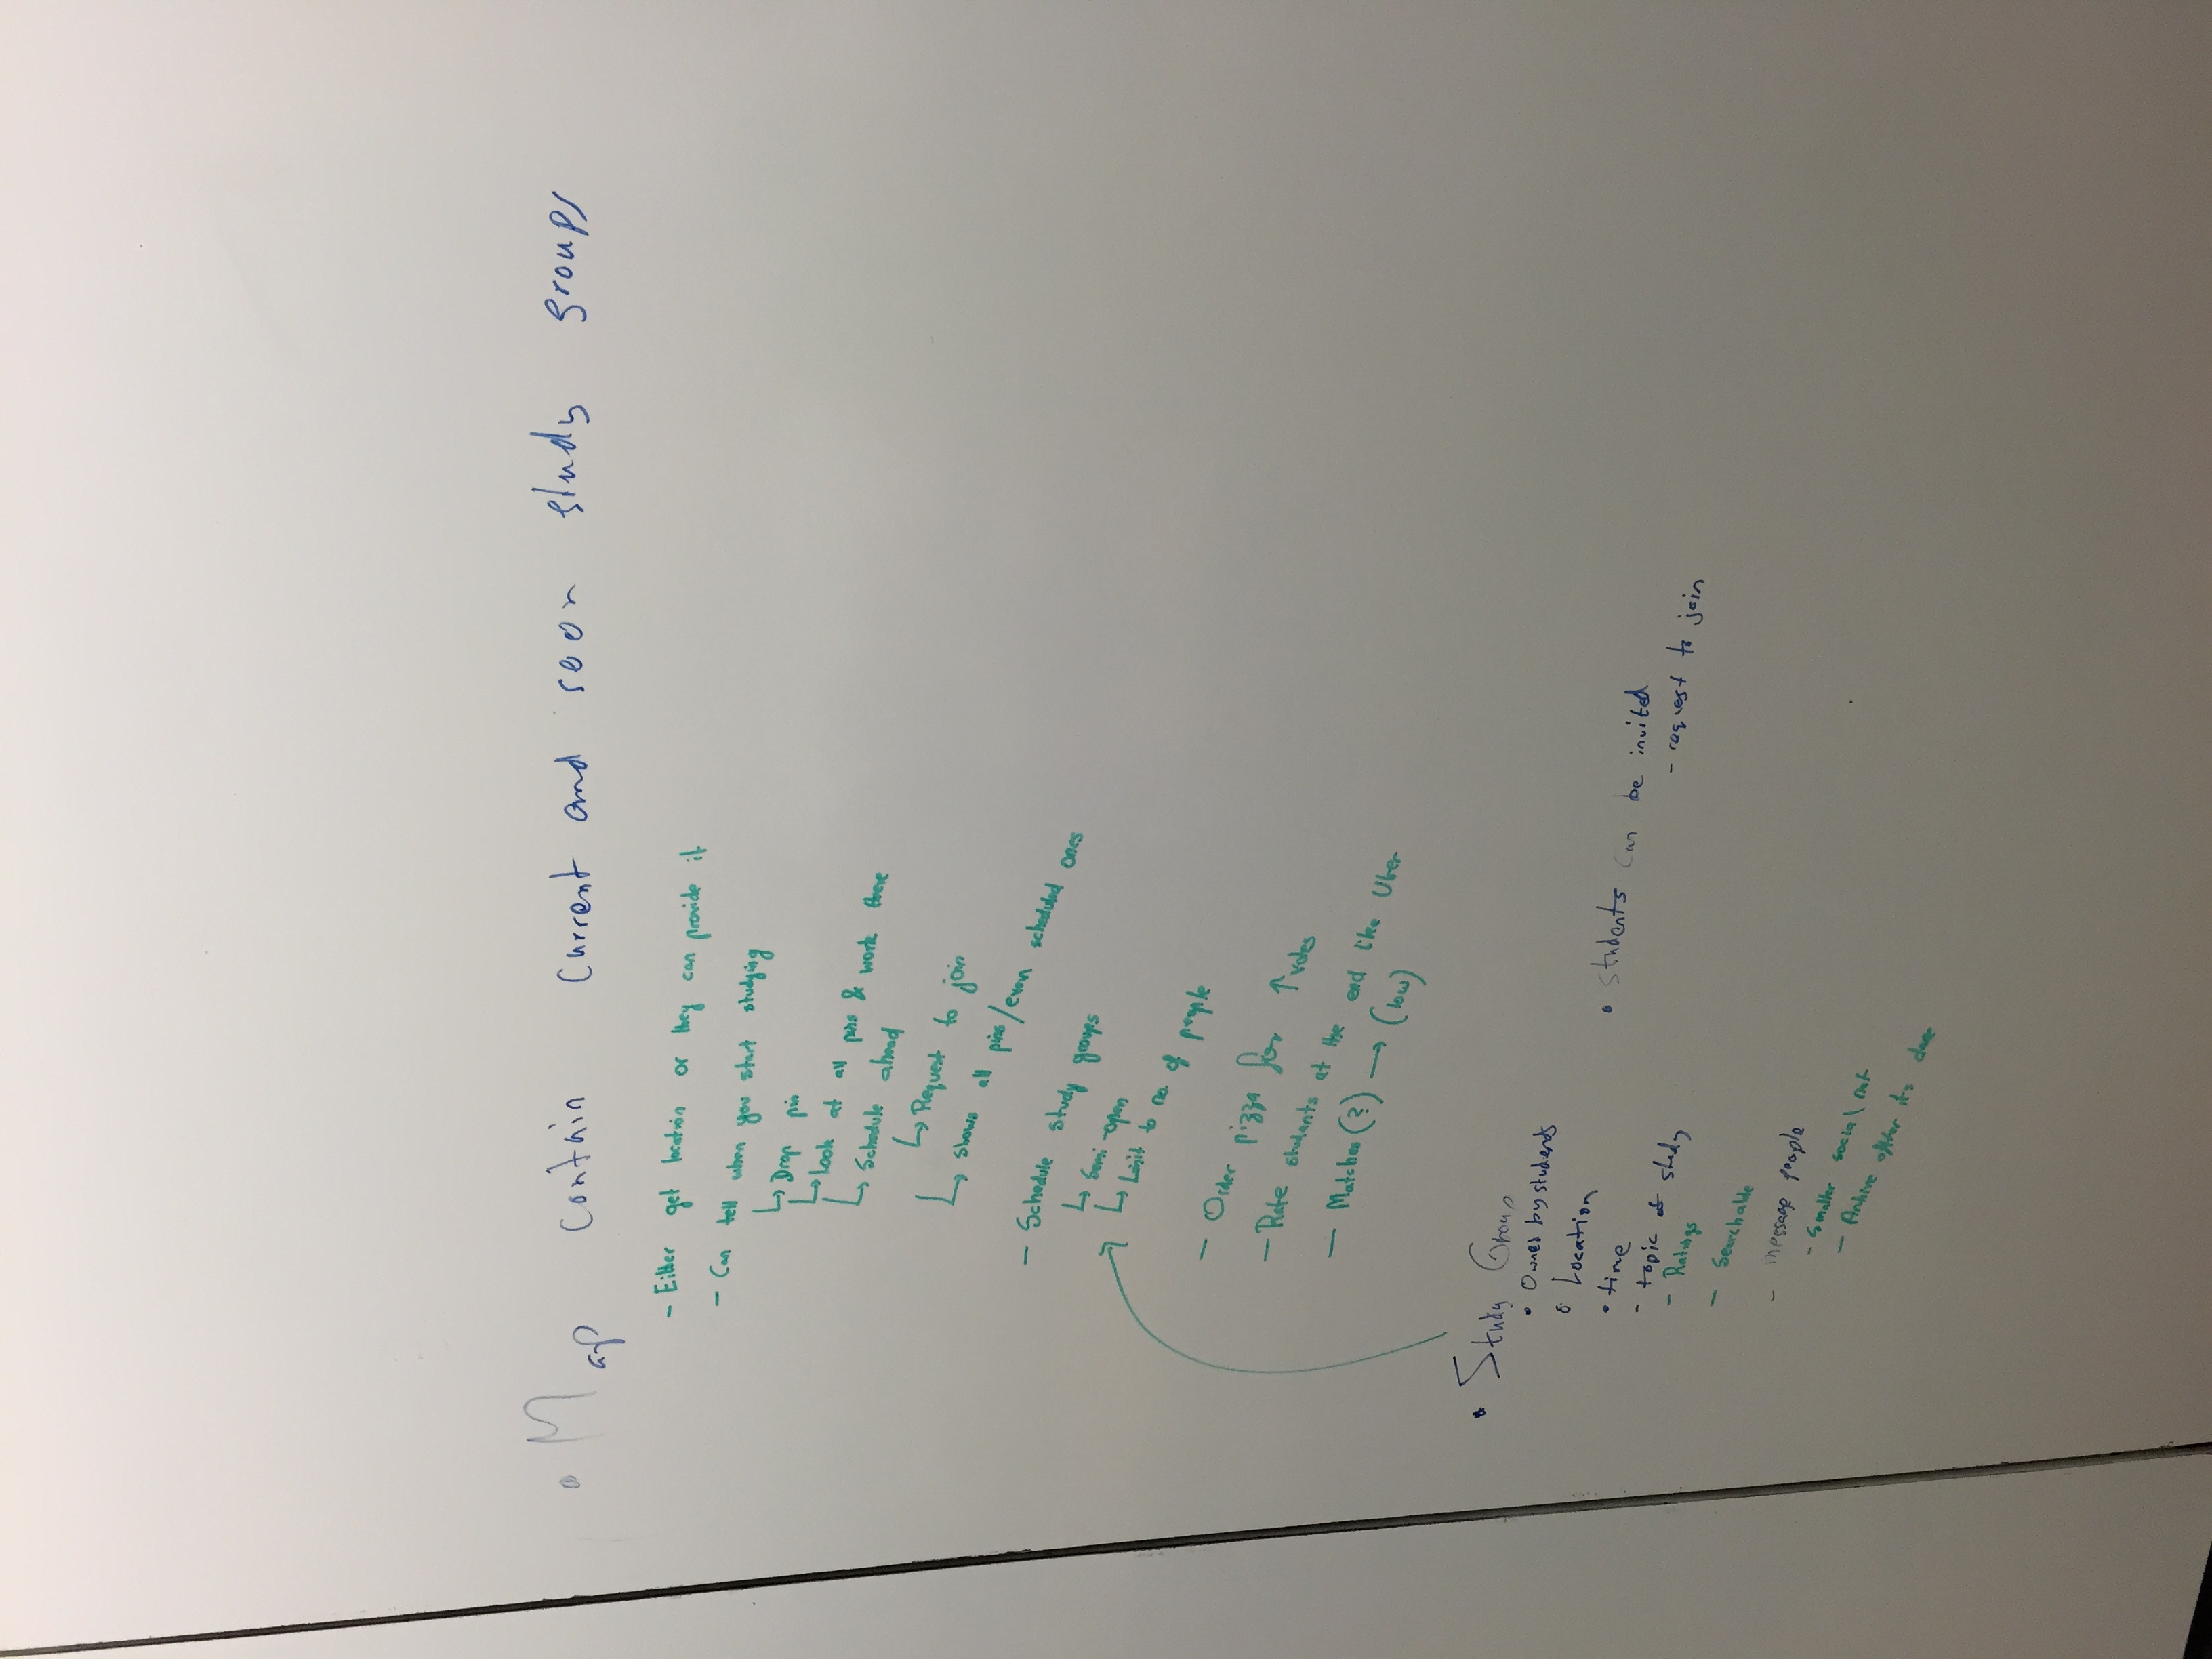 • Map contain current and soon study groups
- Either get location or they can provide it
- Can tell when you start studying
↳ Drop pin
↳ Look at all pins & work there
↳ Schedule ahead
↳ Request to join
↳ Shows all pins/even scheduled ones
- Schedule study groups
↳ Semi-open
↳ Limit to no. of people
- Order pizza for ↑votes
- Rate students at the end like Uber
- Matches (?) → (low)
• Study Group
• Owned by students
• Location
• time
- topic of study
- Ratings
- Searchable
- message people
- Smaller social net
- Archive after its done
• students can be invited
- request to join